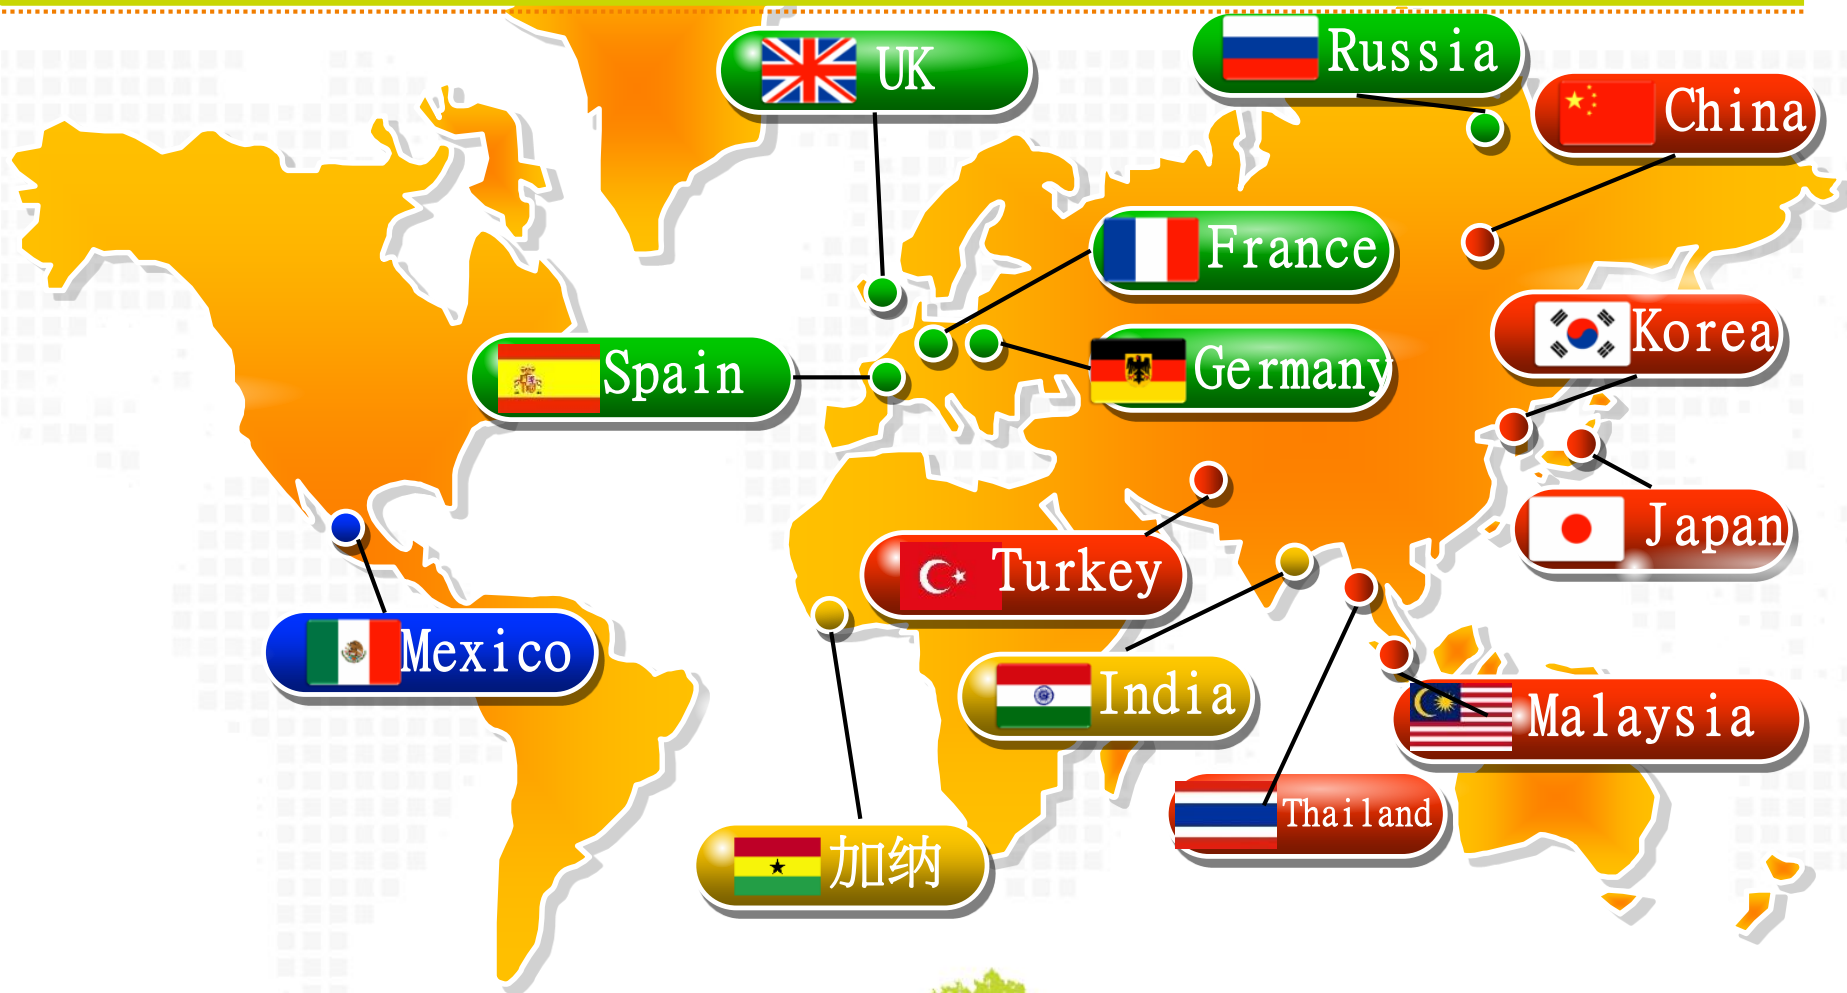 UK
Russia
China
France
Korea
Spain
Germany
Japan
Turkey
Mexico
India
Malaysia
Thailand
加纳